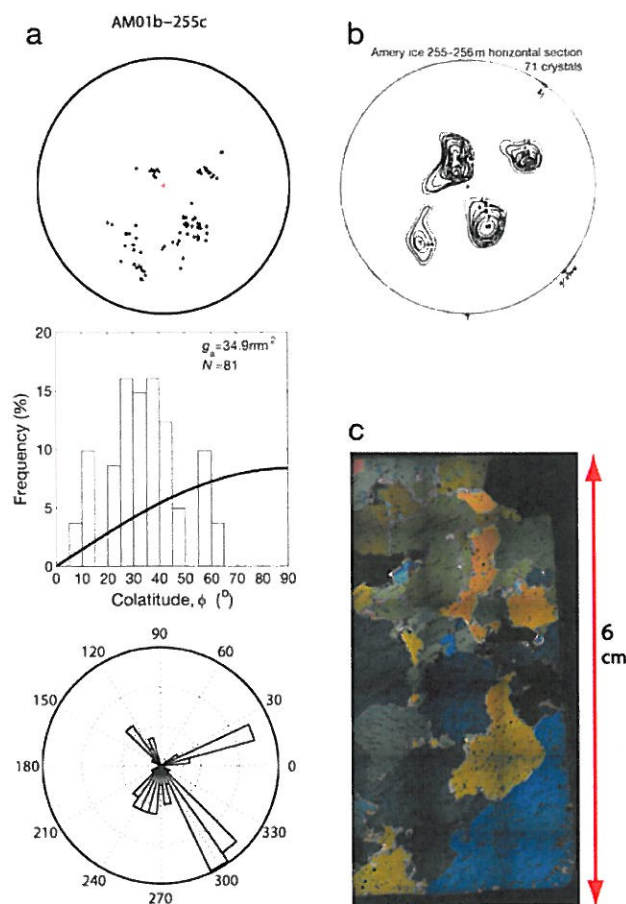 a
AM01b–255c
b
Amery ice 255–256m horizontal section
71 crystals
20
15
10
5
0
gₐ=34.9mm²
N=81
Frequency (%)
0 10 20 30 40 50 60 70 80 90
Colatitude, ϕ (°)
c
6
cm
90
120 60
150 30
180 0
210 330
240 300
270